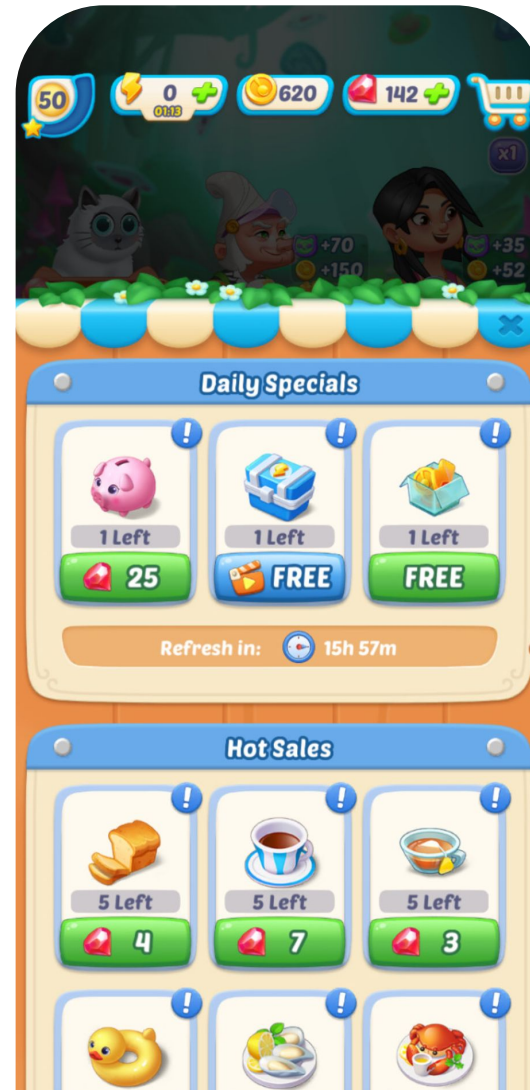 50
0
01:13
620
142
x1
+70
+150
+35
+52
Daily Specials
1 Left
1 Left
1 Left
25
FREE
FREE
Refresh in: 15h 57m
Hot Sales
5 Left
5 Left
5 Left
4
7
3